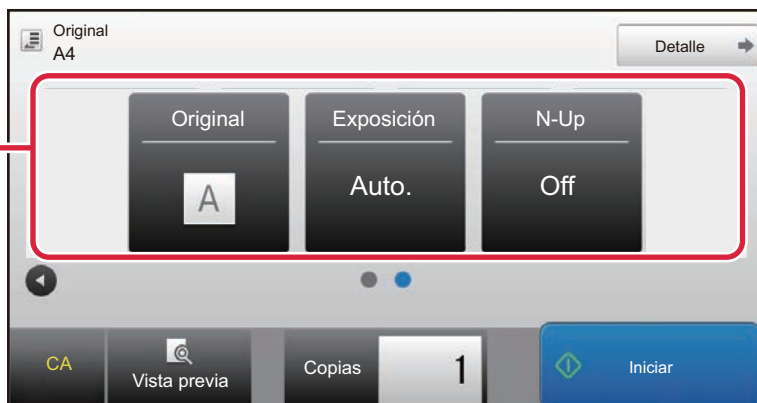 Original
A4
Detalle
Original
Exposición
N-Up
A
Auto.
Off
CA
Vista previa
Copias
1
Iniciar